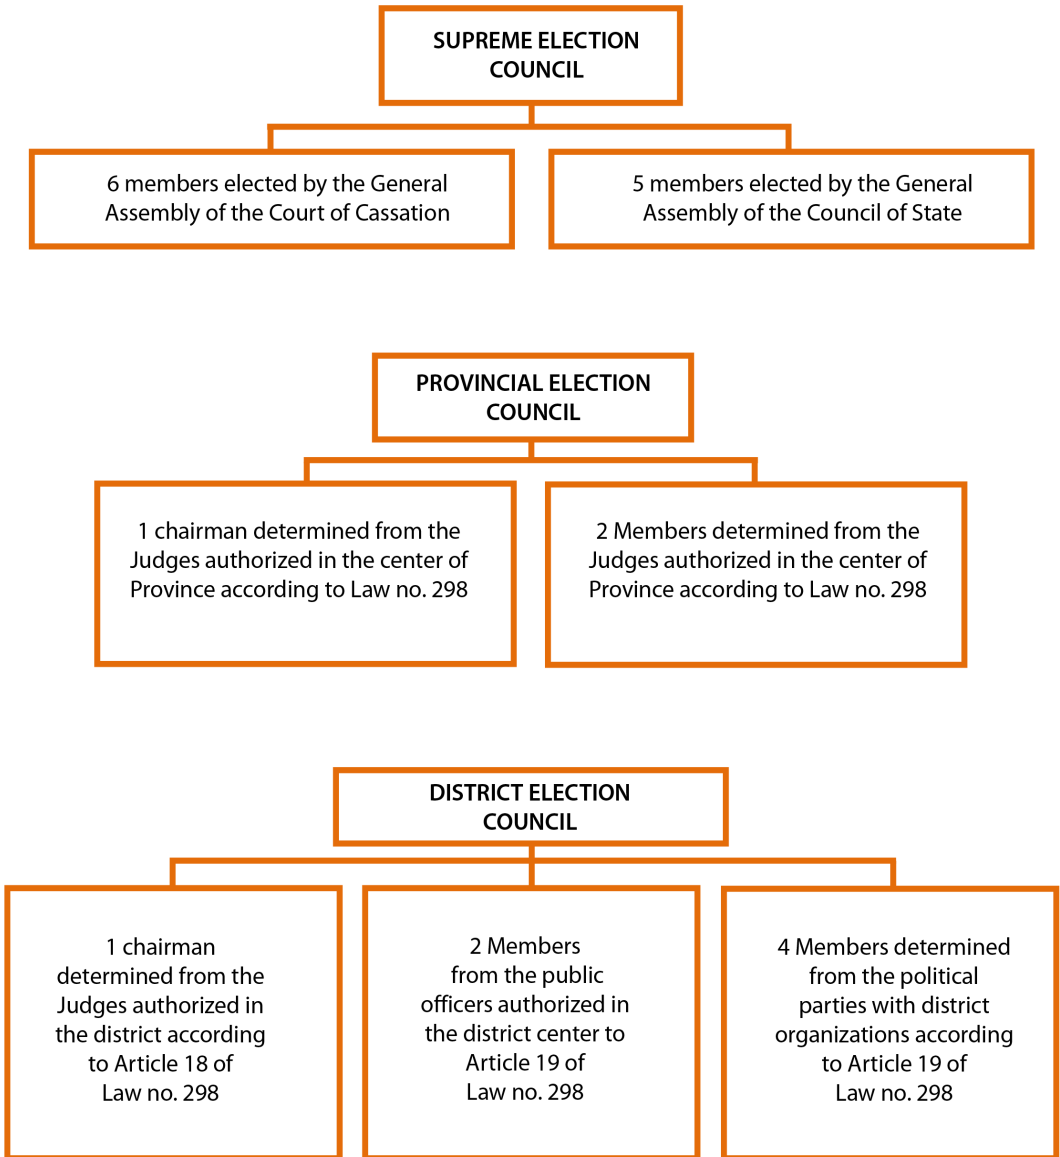 SUPREME ELECTION
COUNCIL
6 members elected by the General
Assembly of the Court of Cassation
5 members elected by the General
Assembly of the Council of State
PROVINCIAL ELECTION
COUNCIL
1 chairman determined from the
Judges authorized in the center of
Province according to Law no. 298
2 Members determined from the
Judges authorized in the center of
Province according to Law no. 298
DISTRICT ELECTION
COUNCIL
1 chairman
determined from the
Judges authorized in
the district according
to Article 18 of
Law no. 298
2 Members
from the public
officers authorized in
the district center to
Article 19 of
Law no. 298
4 Members determined
from the political
parties with district
organizations according
to Article 19 of
Law no. 298